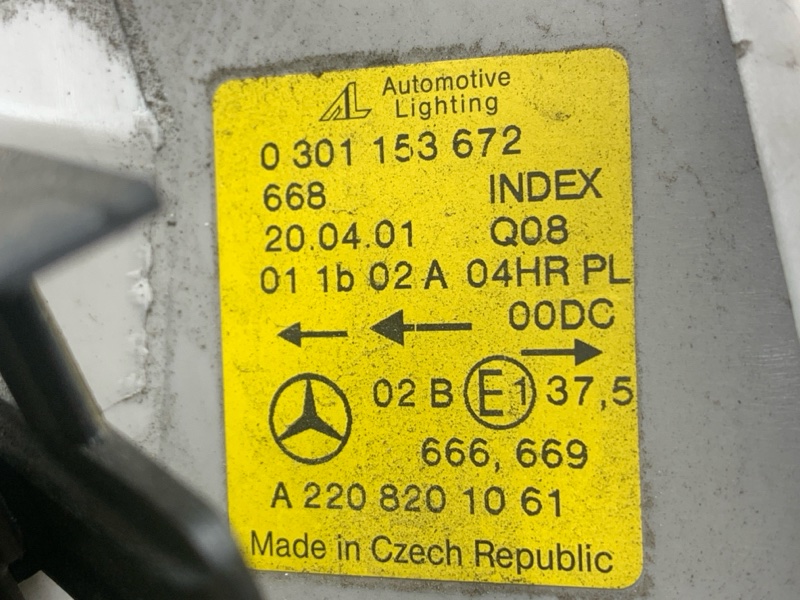 AL Automotive
Lighting
0 301 153 672
668 INDEX
20.04.01 Q08
01 1b 02 A 04HR PL
00DC
02 B E1 37,5
666, 669
A 220 820 10 61
Made in Czech Republic